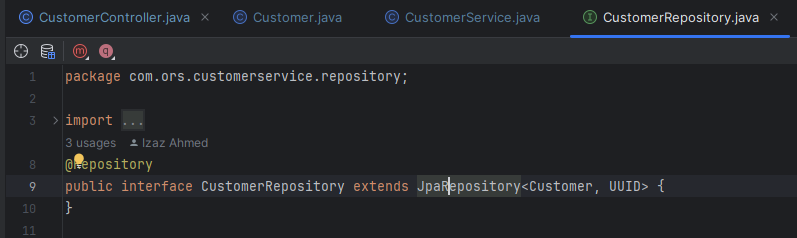 CustomerController.java Customer.java CustomerService.java CustomerRepository.java
m q
1 package com.ors.customerservice.repository;
2
3 import ...
3 usages Izaz Ahmed
8 @Repository
9 public interface CustomerRepository extends JpaRepository<Customer, UUID> {
10 }
11